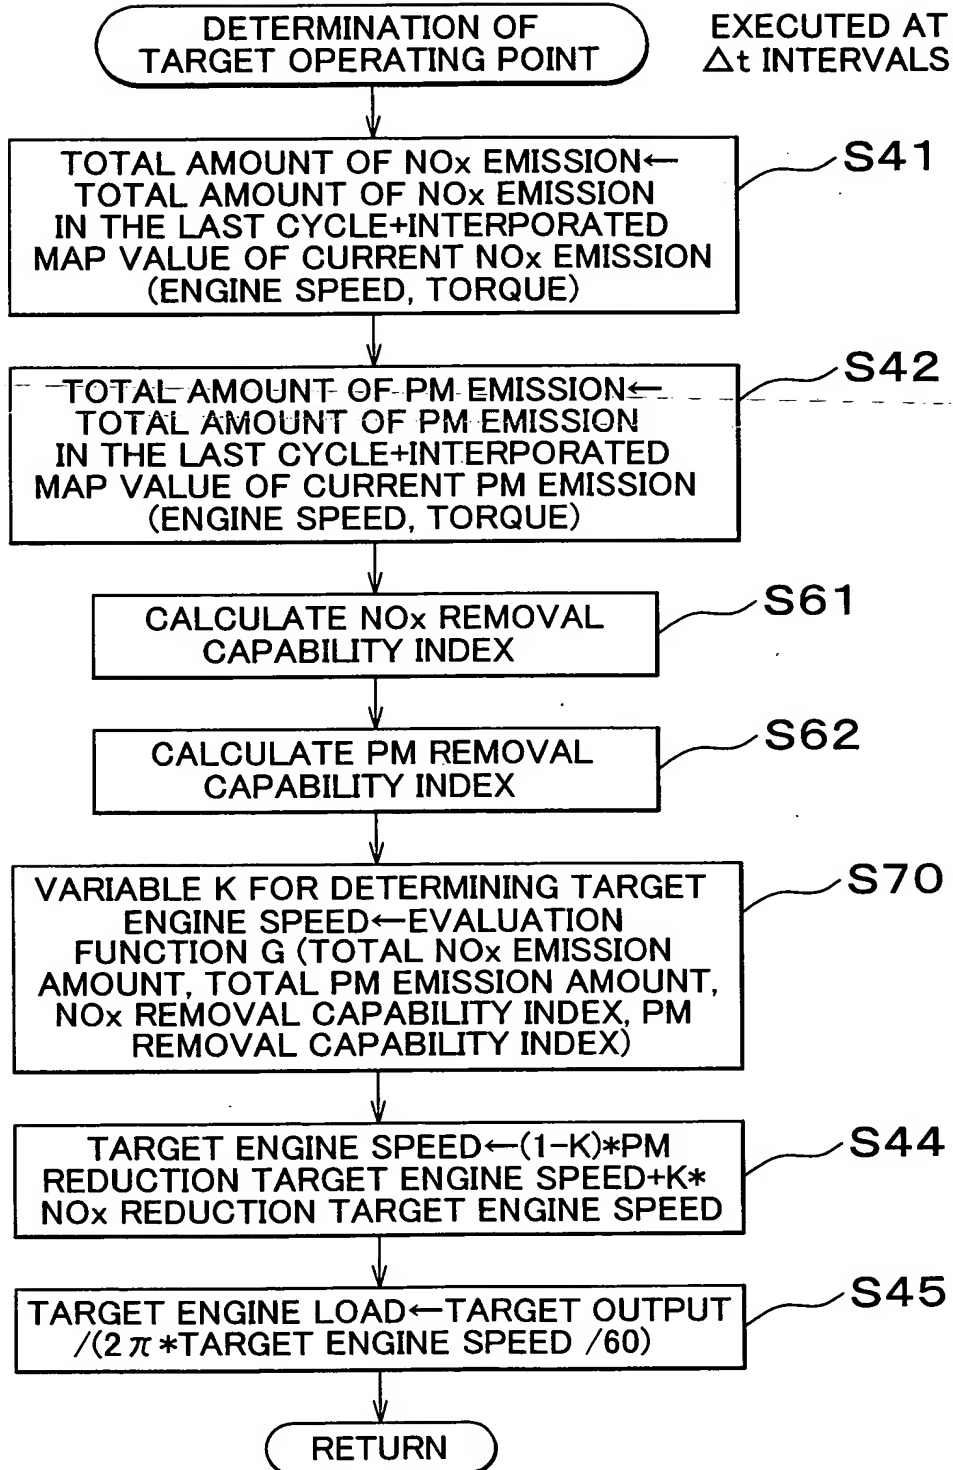 DETERMINATION OF
TARGET OPERATING POINT
EXECUTED AT
Δt INTERVALS
TOTAL AMOUNT OF NOx EMISSION←
TOTAL AMOUNT OF NOx EMISSION
IN THE LAST CYCLE+INTERPORATED
MAP VALUE OF CURRENT NOx EMISSION
(ENGINE SPEED, TORQUE)
S41
TOTAL AMOUNT OF PM EMISSION←
TOTAL AMOUNT OF PM EMISSION
IN THE LAST CYCLE+INTERPORATED
MAP VALUE OF CURRENT PM EMISSION
(ENGINE SPEED, TORQUE)
S42
CALCULATE NOx REMOVAL
CAPABILITY INDEX
S61
CALCULATE PM REMOVAL
CAPABILITY INDEX
S62
VARIABLE K FOR DETERMINING TARGET
ENGINE SPEED←EVALUATION
FUNCTION G (TOTAL NOx EMISSION
AMOUNT, TOTAL PM EMISSION AMOUNT,
NOx REMOVAL CAPABILITY INDEX, PM
REMOVAL CAPABILITY INDEX)
S70
TARGET ENGINE SPEED←(1-K)*PM
REDUCTION TARGET ENGINE SPEED+K*
NOx REDUCTION TARGET ENGINE SPEED
S44
TARGET ENGINE LOAD←TARGET OUTPUT
/(2π*TARGET ENGINE SPEED /60)
S45
RETURN